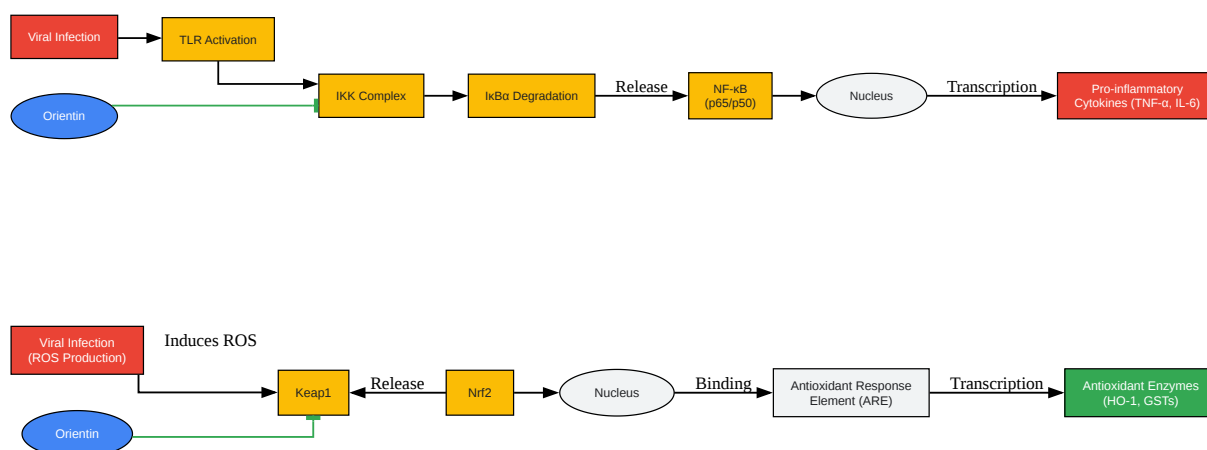 Viral Infection
TLR Activation
Orientin
IKK Complex
IκBα Degradation
Release
NF-κB
(p65/p50)
Nucleus
Transcription
Pro-inflammatory
Cytokines (TNF-α, IL-6)
Viral Infection
(ROS Production)
Induces ROS
Orientin
Keap1
Release
Nrf2
Nucleus
Binding
Antioxidant Response
Element (ARE)
Transcription
Antioxidant Enzymes
(HO-1, GSTs)